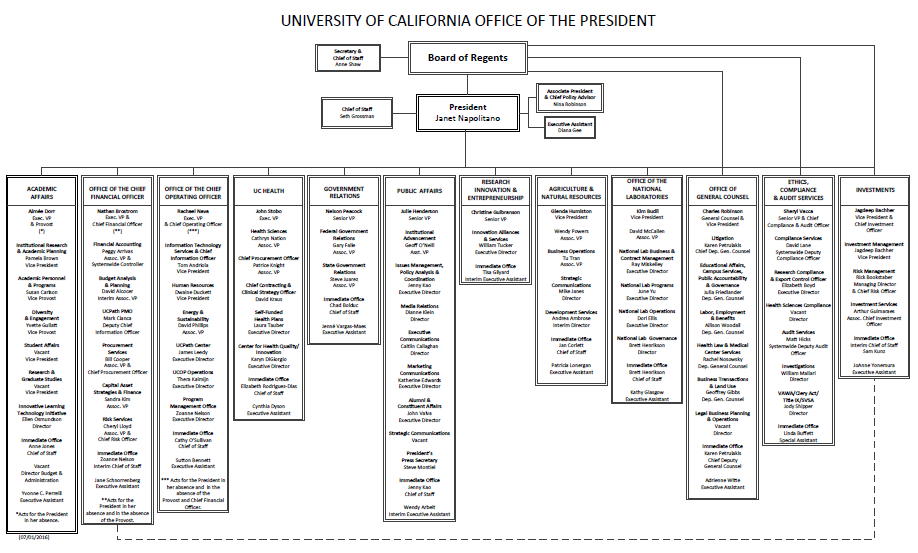 UNIVERSITY OF CALIFORNIA OFFICE OF THE PRESIDENT
Secretary &
Chief of Staff
Anne Shaw
Board of Regents
Chief of Staff
Seth Grossman
President
Janet Napolitano
Associate President
& Chief Policy Advisor
Nina Robinson
Executive Assistant
Diana Gee
ACADEMIC
AFFAIRS
Aimée Dorr
Exec. VP
& Provost
(*)
Institutional Research
& Academic Planning
Pamela Brown
Vice President
Academic Personnel
& Programs
Susan Carlson
Vice Provost
Diversity
& Engagement
Yvette Gullatt
Vice Provost
Student Affairs
Vacant
Vice President
Research &
Graduate Studies
Vacant
Vice President
Innovative Learning
Technology Initiative
Ellen Osmundson
Director
Immediate Office
Anne Jones
Chief of Staff
Vacant
Director Budget &
Administration
Yvonne C. Perrelli
Executive Assistant
*Acts for the President
in her absence.
(07/01/2016)
OFFICE OF THE CHIEF
FINANCIAL OFFICER
Nathan Brostrom
Exec. VP &
Chief Financial Officer
(**)
Financial Accounting
Peggy Arrivas
Assoc. VP &
Systemwide Controller
Budget Analysis
& Planning
David Alcocer
Interim Assoc. VP
UCPath PMO
Mark Cianca
Deputy Chief
Information Officer
Procurement
Services
Bill Cooper
Assoc. VP &
Chief Procurement Officer
Capital Asset
Strategies & Finance
Sandra Kim
Assoc. VP
Risk Services
Cheryl Lloyd
Assoc. VP &
Chief Risk Officer
Immediate Office
Zoanne Nelson
Interim Chief of Staff
Jane Schnorrenberg
Executive Assistant
**Acts for the
President in her
absence and in the absence
of the Provost.
OFFICE OF THE CHIEF
OPERATING OFFICER
Rachael Nava
Exec. VP
& Chief Operating Officer
(***)
Information Technology
Services & Chief
Information Officer
Tom Andriola
Vice President
Human Resources
Dwaine Duckett
Vice President
Energy &
Sustainability
David Phillips
Assoc. VP
UCPath Center
James Leedy
Executive Director
UCOP Operations
Thera Kalmijn
Executive Director
Program
Management Office
Zoanne Nelson
Executive Director
Immediate Office
Cathy O'Sullivan
Chief of Staff
Sutton Bennett
Executive Assistant
*** Acts for the President in
her absence and in the
absence of the
Provost and Chief Financial
Officer.
UC HEALTH
John Stobo
Exec. VP
Health Sciences
Cathryn Nation
Assoc. VP
Chief Procurement Officer
Patrice Knight
Assoc. VP
Chief Contracting &
Clinical Strategy Officer
David Kraus
Self-Funded
Health Plans
Laura Tauber
Executive Director
Center for Health Quality/
Innovation
Karyn DiGiorgio
Executive Director
Immediate Office
Elizabeth Rodriguez-Dias
Chief of Staff
Cynthia Dyson
Executive Assistant
GOVERNMENT
RELATIONS
Nelson Peacock
Senior VP
Federal Government
Relations
Gary Falle
Assoc. VP
State Government
Relations
Steve Juarez
Assoc. VP
Immediate Office
Chad Bolduc
Chief of Staff
Jenné Vargas-Maes
Executive Assistant
PUBLIC AFFAIRS
Julie Henderson
Senior VP
Institutional
Advancement
Geoff O'Neill
Asst. VP
Issues Management,
Policy Analysis &
Coordination
Jenny Kao
Executive Director
Media Relations
Dianne Klein
Director
Executive
Communications
Caitlin Callaghan
Director
Marketing
Communications
Katherine Edwards
Executive Director
Alumni &
Constituent Affairs
John Valva
Executive Director
Strategic Communications
Vacant
President's
Press Secretary
Steve Montiel
Immediate Office
Jenny Kao
Chief of Staff
Wendy Arbeit
Interim Executive Assistant
RESEARCH
INNOVATION &
ENTREPRENEURSHIP
Christine Gulbranson
Senior VP
Innovation Alliances
& Services
William Tucker
Executive Director
Immediate Office
Tisa Gilyard
Interim Executive Assistant
AGRICULTURE &
NATURAL RESOURCES
Glenda Humiston
Vice President
Wendy Powers
Assoc. VP
Business Operations
Tu Tran
Assoc. VP
Strategic
Communications
Mike Janes
Director
Development Services
Andrea Ambrose
Interim Director
Immediate Office
Jan Corlett
Chief of Staff
Patricia Lonergan
Executive Assistant
OFFICE OF THE
NATIONAL
LABORATORIES
Kim Budil
Vice President
David McCallen
Assoc. VP
National Lab Business &
Contract Management
Ray Miskelley
Executive Director
National Lab Programs
June Yu
Executive Director
National Lab Operations
Dori Ellis
Executive Director
National Lab Governance
Brett Henrikson
Director
Immediate Office
Brett Henrikson
Chief of Staff
Kathy Glasgow
Executive Assistant
OFFICE OF
GENERAL COUNSEL
Charles Robinson
General Counsel &
Vice President
Litigation
Karen Petrulakis
Chief Dep. Gen. Counsel
Educational Affairs,
Campus Services,
Public Accountability
& Governance
Julia Friedlander
Dep. Gen. Counsel
Labor, Employment
& Benefits
Allison Woodall
Dep. Gen. Counsel
Health Law & Medical
Center Services
Rachel Nosowsky
Dep. General Counsel
Business Transactions
& Land Use
Geoffrey Gibbs
Dep. Gen. Counsel
Legal Business Planning
& Operations
Vacant
Director
Immediate Office
Karen Petrulakis
Chief Deputy
General Counsel
Adrienne Witte
Executive Assistant
ETHICS,
COMPLIANCE
& AUDIT SERVICES
Sheryl Vacca
Senior VP & Chief
Compliance & Audit Officer
Compliance Services
David Lane
Systemwide Deputy
Compliance Officer
Research Compliance
& Export Control Officer
Elizabeth Boyd
Executive Director
Health Sciences Compliance
Vacant
Director
Audit Services
Matt Hicks
Systemwide Deputy Audit
Officer
Investigations
William Mallari
Director
VAWA/Clery Act/
Title IX/SVSA
Jody Shipper
Director
Immediate Office
Linda Buffett
Special Assistant
INVESTMENTS
Jagdeep Bachher
Vice President &
Chief Investment
Officer
Investment Management
Jagdeep Bachher
Vice President
Risk Management
Rick Bookstaber
Managing Director
& Chief Risk Officer
Investment Services
Arthur Guimaraes
Assoc. Chief Investment
Officer
Immediate Office
Interim Chief of Staff
Sam Kunz
JoAnne Yonemura
Executive Assistant